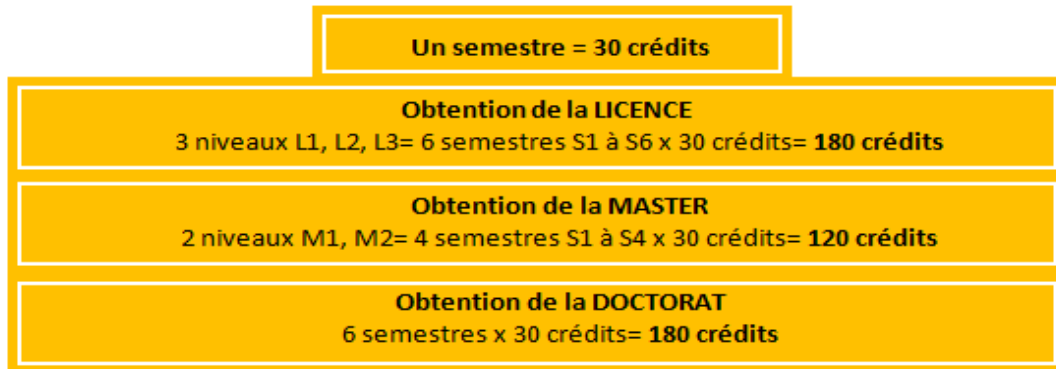 Un semestre = 30 crédits
Obtention de la LICENCE
3 niveaux L1, L2, L3= 6 semestres S1 à S6 x 30 crédits= 180 crédits
Obtention de la MASTER
2 niveaux M1, M2= 4 semestres S1 à S4 x 30 crédits= 120 crédits
Obtention de la DOCTORAT
6 semestres x 30 crédits= 180 crédits